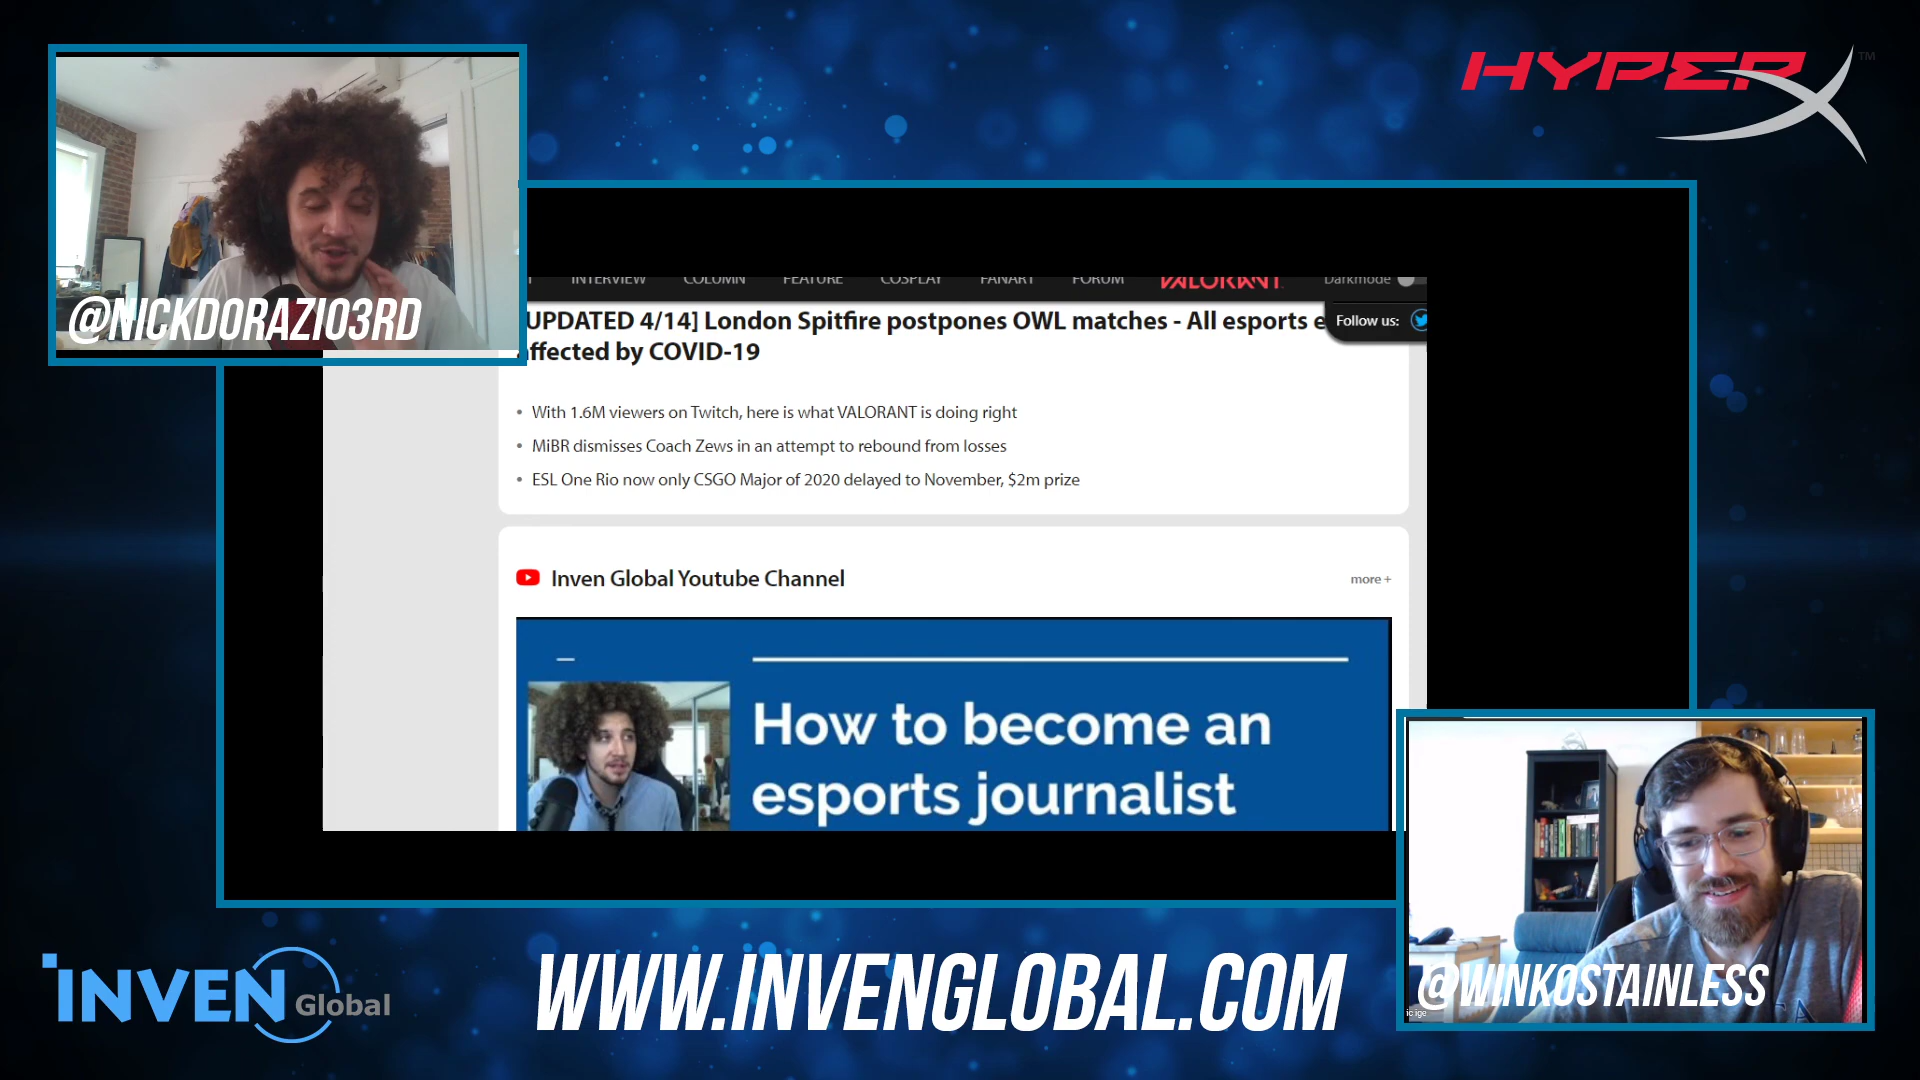 HYPERX
TM
@NICKDORAZIO3RD
INTERVIEW COLUMN FEATURE COSPLAY FANART FORUM VALORANT Darkmode
Follow us:
UPDATED 4/14] London Spitfire postpones OWL matches - All esports e
ffected by COVID-19
• With 1.6M viewers on Twitch, here is what VALORANT is doing right
• MiBR dismisses Coach Zews in an attempt to rebound from losses
• ESL One Rio now only CSGO Major of 2020 delayed to November, $2m prize
Inven Global Youtube Channel
more +
How to become an
esports journalist
@WINKOSTAINLESS
INVEN Global
WWW.INVENGLOBAL.COM